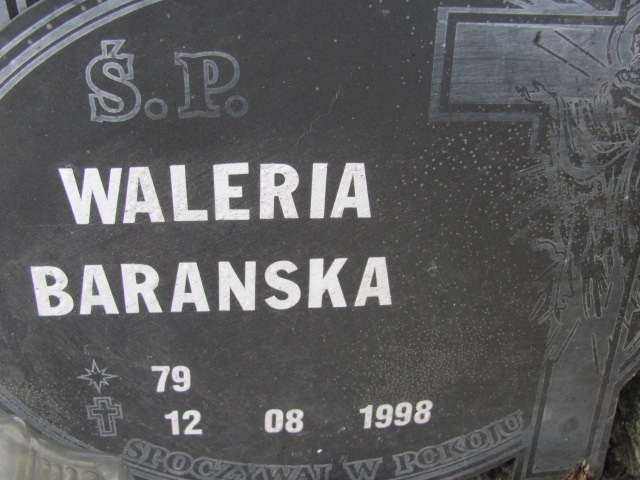 Ś.P.
WALERIA
BARANSKA
79
12 08 1998
SPOCZYWAJ W POKOJU